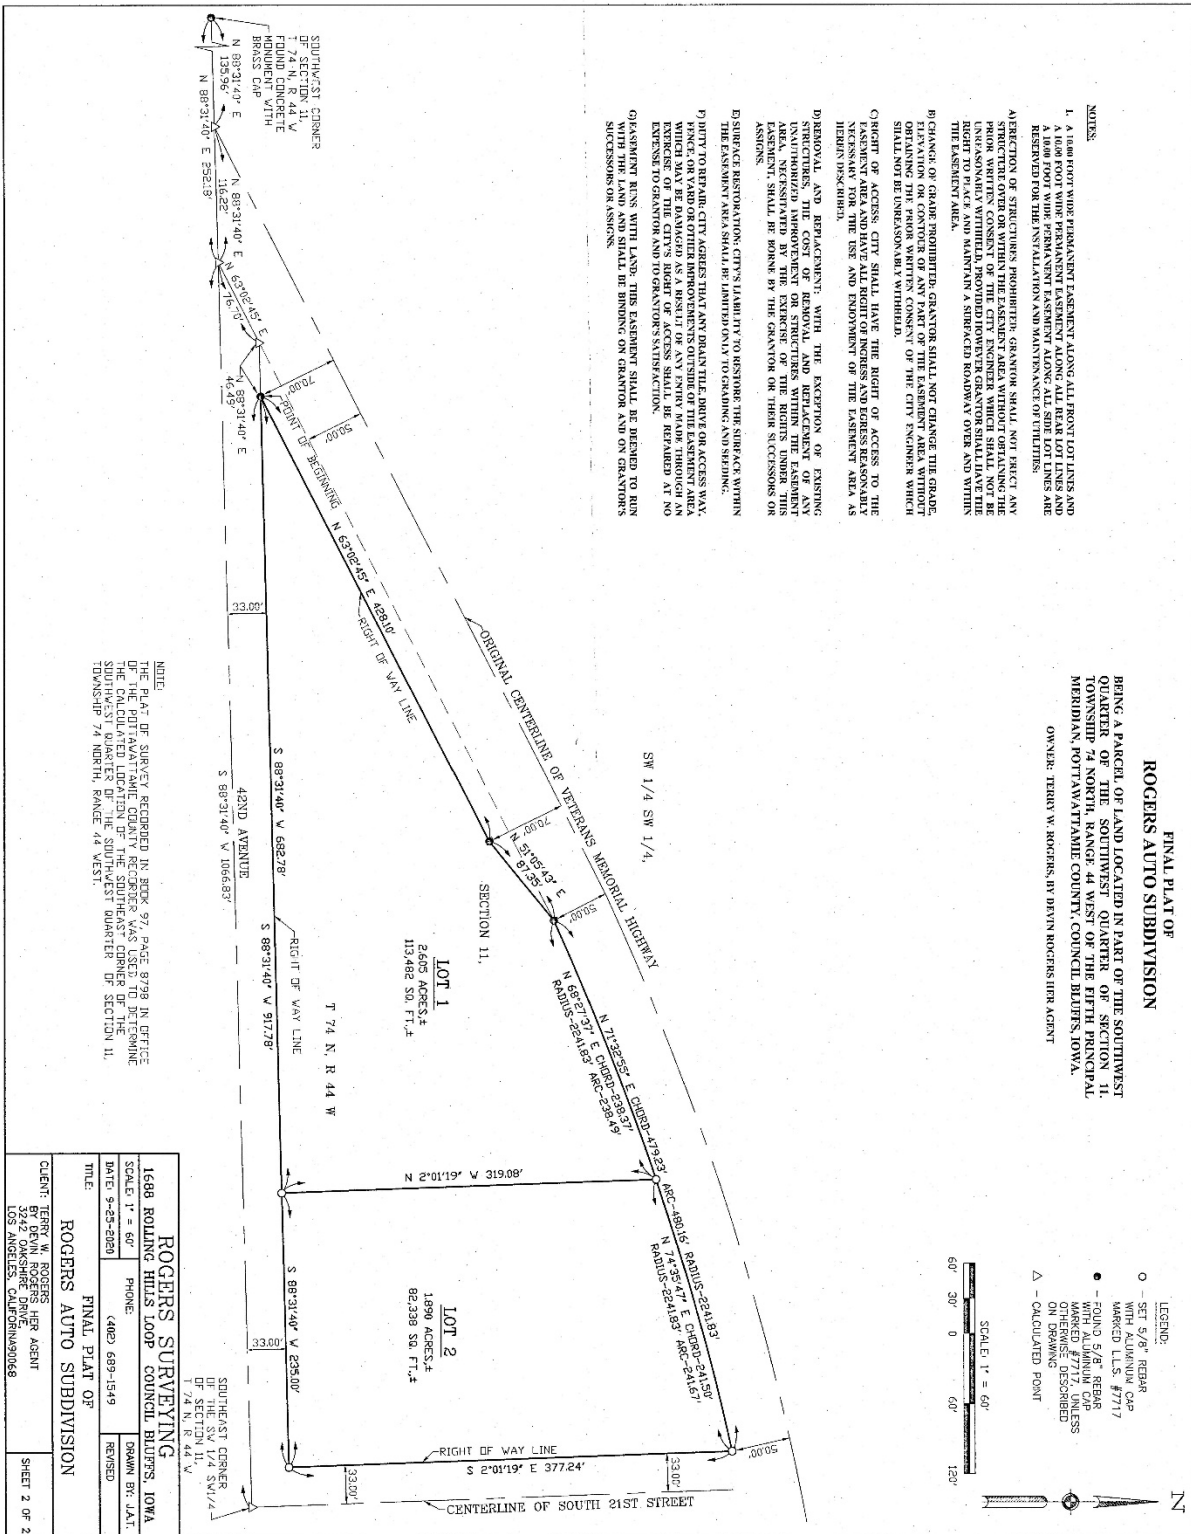 FINAL PLAT OF
ROGERS AUTO SUBDIVISION
BEING A PARCEL OF LAND LOCATED IN PART OF THE SOUTHWEST
QUARTER OF THE SOUTHWEST QUARTER OF SECTION 11,
TOWNSHIP 74 NORTH, RANGE 44 WEST OF THE FIFTH PRINCIPAL
MERIDIAN, POTTAWATTAMIE COUNTY, COUNCIL BLUFFS, IOWA.
OWNER: TERRY W. ROGERS, BY DEVIN ROGERS HER AGENT
NOTES:
1. A 10.00 FOOT WIDE PERMANENT EASEMENT ALONG ALL FRONT LOT LINES AND
A 10.00 FOOT WIDE PERMANENT EASEMENT ALONG ALL REAR LOT LINES AND
A 10.00 FOOT WIDE PERMANENT EASEMENT ALONG ALL SIDE LOT LINES ARE
RESERVED FOR THE INSTALLATION AND MAINTENANCE OF UTILITIES:
A) ERECTION OF STRUCTURES PROHIBITED: GRANTOR SHALL NOT ERECT ANY
STRUCTURE OVER OR WITHIN THE EASEMENT AREA WITHOUT OBTAINING THE
PRIOR WRITTEN CONSENT OF THE CITY ENGINEER WHICH SHALL NOT BE
UNREASONABLY WITHHELD, PROVIDED HOWEVER GRANTOR SHALL HAVE THE
RIGHT TO PLACE AND MAINTAIN A SURFACED ROADWAY OVER AND WITHIN
THE EASEMENT AREA.
B) CHANGE OF GRADE PROHIBITED: GRANTOR SHALL NOT CHANGE THE GRADE,
ELEVATION OR CONTOUR OF ANY PART OF THE EASEMENT AREA WITHOUT
OBTAINING THE PRIOR WRITTEN CONSENT OF THE CITY ENGINEER WHICH
SHALL NOT BE UNREASONABLY WITHHELD.
C) RIGHT OF ACCESS: CITY SHALL HAVE THE RIGHT OF ACCESS TO THE
EASEMENT AREA AND HAVE ALL RIGHT OF INGRESS AND EGRESS REASONABLY
NECESSARY FOR THE USE AND ENJOYMENT OF THE EASEMENT AREA AS
HEREIN DESCRIBED.
D) REMOVAL AND REPLACEMENT: WITH THE EXCEPTION OF EXISTING
STRUCTURES, THE COST OF REMOVAL AND REPLACEMENT OF ANY
UNAUTHORIZED IMPROVEMENT OR STRUCTURES WITHIN THE EASEMENT
AREA, NECESSITATED BY THE EXERCISE OF THE RIGHTS UNDER THIS
EASEMENT, SHALL BE BORNE BY THE GRANTOR OR THEIR SUCCESSORS OR
ASSIGNS.
E) SURFACE RESTORATION: CITY'S LIABILITY TO RESTORE THE SURFACE WITHIN
THE EASEMENT AREA SHALL BE LIMITED ONLY TO GRADING AND SEEDING.
F) DUTY TO REPAIR: CITY AGREES THAT ANY DRAIN TILE, DRIVE OR ACCESS WAY,
FENCE, OR YARD OR OTHER IMPROVEMENTS OUTSIDE OF THE EASEMENT AREA
WHICH MAY BE DAMAGED AS A RESULT OF ANY ENTRY MADE THROUGH AN
EXERCISE OF THE CITY'S RIGHT OF ACCESS SHALL BE REPAIRED AT NO
EXPENSE TO GRANTOR AND TO GRANTOR'S SATISFACTION.
G) EASEMENT RUNS WITH LAND: THIS EASEMENT SHALL BE DEEMED TO RUN
WITH THE LAND AND SHALL BE BINDING ON GRANTOR AND ON GRANTOR'S
SUCCESSORS OR ASSIGNS.
LEGEND:
○ - SET 5/8" REBAR
WITH ALUMINUM CAP
MARKED L.L.S. #7717
● - FOUND 5/8" REBAR
WITH ALUMINUM CAP
MARKED #7717, UNLESS
OTHERWISE DESCRIBED
ON DRAWING
△ - CALCULATED POINT
SCALE: 1" = 60'
60' 30' 0 60' 120'
N
SOUTHWEST CORNER
OF SECTION 11,
T 74 N, R 44 W
FOUND CONCRETE
MONUMENT WITH
BRASS CAP
N 88°31'40" E
135.96'
N 88°31'40" E 252.18'
N 88°31'40" E
116.22'
N 63°02'45" E
76.70'
N 88°31'40" E
46.49'
70.00'
50.00'
POINT OF BEGINNING
N 63°02'45" E 428.10'
RIGHT OF WAY LINE
ORIGINAL CENTERLINE OF VETERANS MEMORIAL HIGHWAY
SW 1/4 SW 1/4,
70.00'
N 51°05'43" E
87.35'
50.00'
SECTION 11,
N 71°32'55" E CHORD-479.23' ARC-480.16' RADIUS-2241.83'
N 68°27'37" E CHORD-238.37'
RADIUS-2241.83' ARC-238.49'
N 74°35'47" E CHORD-241.50'
RADIUS-2241.83' ARC-241.67'
50.00'
LOT 1
2.605 ACRES,±
113,482 SQ. FT.,±
T 74 N, R 44 W
N 2°01'19" W 319.08'
LOT 2
1.890 ACRES,±
82,338 SQ. FT.,±
RIGHT OF WAY LINE
S 2°01'19" E 377.24'
33.00'
33.00'
CENTERLINE OF SOUTH 21ST STREET
33.00'
S 88°31'40" W 682.78'
S 88°31'40" W 917.78'
RIGHT OF WAY LINE
S 88°31'40" W 235.00'
42ND AVENUE
S 88°31'40" W 1066.83'
33.00'
SOUTHEAST CORNER
OF THE SW 1/4 SW1/4
OF SECTION 11,
T 74 N, R 44 W
NOTE:
THE PLAT OF SURVEY RECORDED IN BOOK 97, PAGE 8798 IN OFFICE
OF THE POTTAWATTAMIE COUNTY RECORDER WAS USED TO DETERMINE
THE CALCULATED LOCATION OF THE SOUTHEAST CORNER OF THE
SOUTHWEST QUARTER OF THE SOUTHWEST QUARTER OF SECTION 11,
TOWNSHIP 74 NORTH, RANGE 44 WEST.
ROGERS SURVEYING
1688 ROLLING HILLS LOOP COUNCIL BLUFFS, IOWA
SCALE: 1" = 60' PHONE: DRAWN BY: J.A.T.
DATE: 9-25-2020 (402) 689-1549 REVISED
TITLE:
FINAL PLAT OF
ROGERS AUTO SUBDIVISION
CLIENT: TERRY W. ROGERS
BY DEVIN ROGERS HER AGENT
3242 OAKSHIRE DRIVE,
LOS ANGELES, CALIFORINA90068
SHEET 2 OF 2